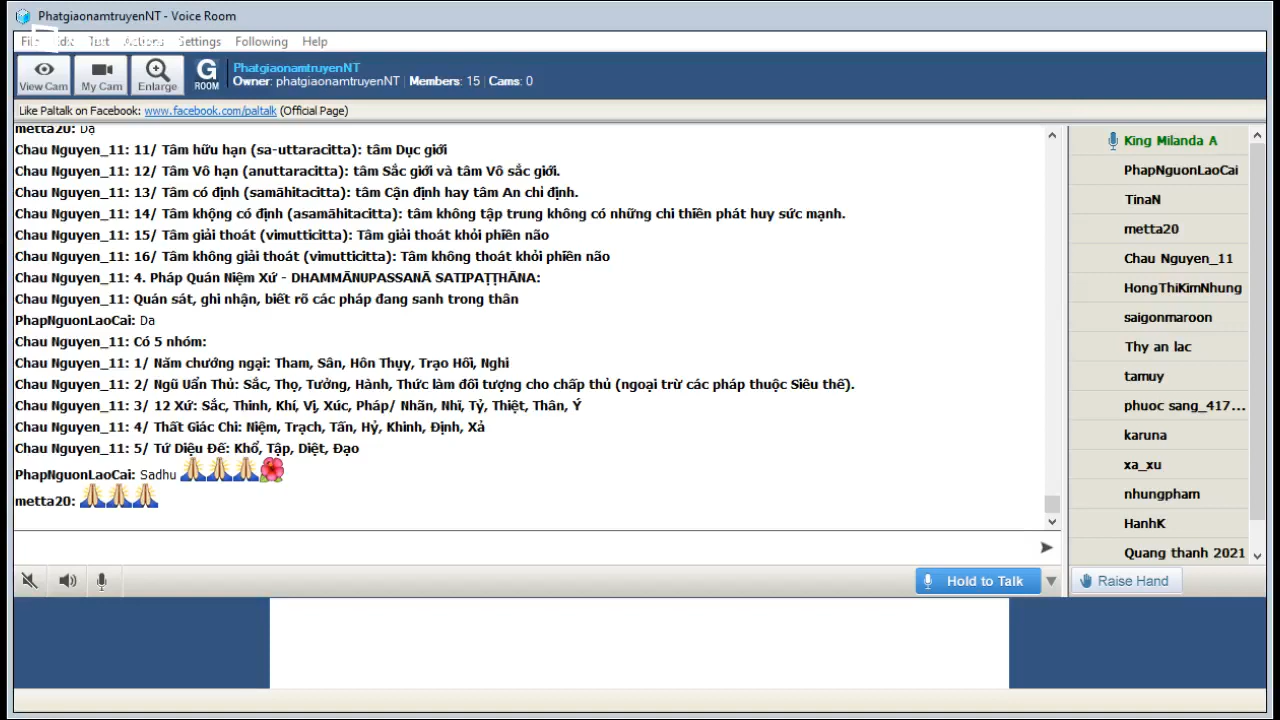 PhatgiaonamtruyenNT - Voice Room
Text Actions Settings Following Help
View Cam
My Cam
Enlarge
G ROOM
PhatgiaonamtruyenNT
Owner: phatgiaonamtruyenNT | Members: 15 | Cams: 0
Like Paltalk on Facebook: www.facebook.com/paltalk (Official Page)
metta20: Dạ
Chau Nguyen_11: 11/ Tâm hữu hạn (sa-uttaracitta): tâm Dục giới
Chau Nguyen_11: 12/ Tâm Vô hạn (anuttaracitta): tâm Sắc giới và tâm Vô sắc giới.
Chau Nguyen_11: 13/ Tâm có định (samāhitacitta): tâm Cận định hay tâm An chỉ định.
Chau Nguyen_11: 14/ Tâm không có định (asamāhitacitta): tâm không tập trung không có những chi thiền phát huy sức mạnh.
Chau Nguyen_11: 15/ Tâm giải thoát (vimutticitta): Tâm giải thoát khỏi phiền não
Chau Nguyen_11: 16/ Tâm không giải thoát (vimutticitta): Tâm không thoát khỏi phiền não
Chau Nguyen_11: 4. Pháp Quán Niệm Xứ - DHAMMĀNUPASSANĀ SATIPAṬṬHĀNA:
Chau Nguyen_11: Quán sát, ghi nhận, biết rõ các pháp đang sanh trong thân
PhapNguonLaoCai: Da
Chau Nguyen_11: Có 5 nhóm:
Chau Nguyen_11: 1/ Năm chướng ngại: Tham, Sân, Hôn Thụy, Trạo Hối, Nghi
Chau Nguyen_11: 2/ Ngũ Uẩn Thủ: Sắc, Thọ, Tưởng, Hành, Thức làm đối tượng cho chấp thủ (ngoại trừ các pháp thuộc Siêu thế).
Chau Nguyen_11: 3/ 12 Xứ: Sắc, Thinh, Khí, Vị, Xúc, Pháp/ Nhãn, Nhĩ, Tỷ, Thiệt, Thân, Ý
Chau Nguyen_11: 4/ Thất Giác Chi: Niệm, Trạch, Tấn, Hỷ, Khinh, Định, Xả
Chau Nguyen_11: 5/ Tứ Diệu Đế: Khổ, Tập, Diệt, Đạo
PhapNguonLaoCai: Sadhu 🙏🙏🙏🌺
metta20: 🙏🙏🙏
King Milanda A
PhapNguonLaoCai
TinaN
metta20
Chau Nguyen_11
HongThiKimNhung
saigonmaroon
Thy an lac
tamuy
phuoc sang_417...
karuna
xa_xu
nhungpham
HanhK
Quang thanh 2021
Hold to Talk
Raise Hand